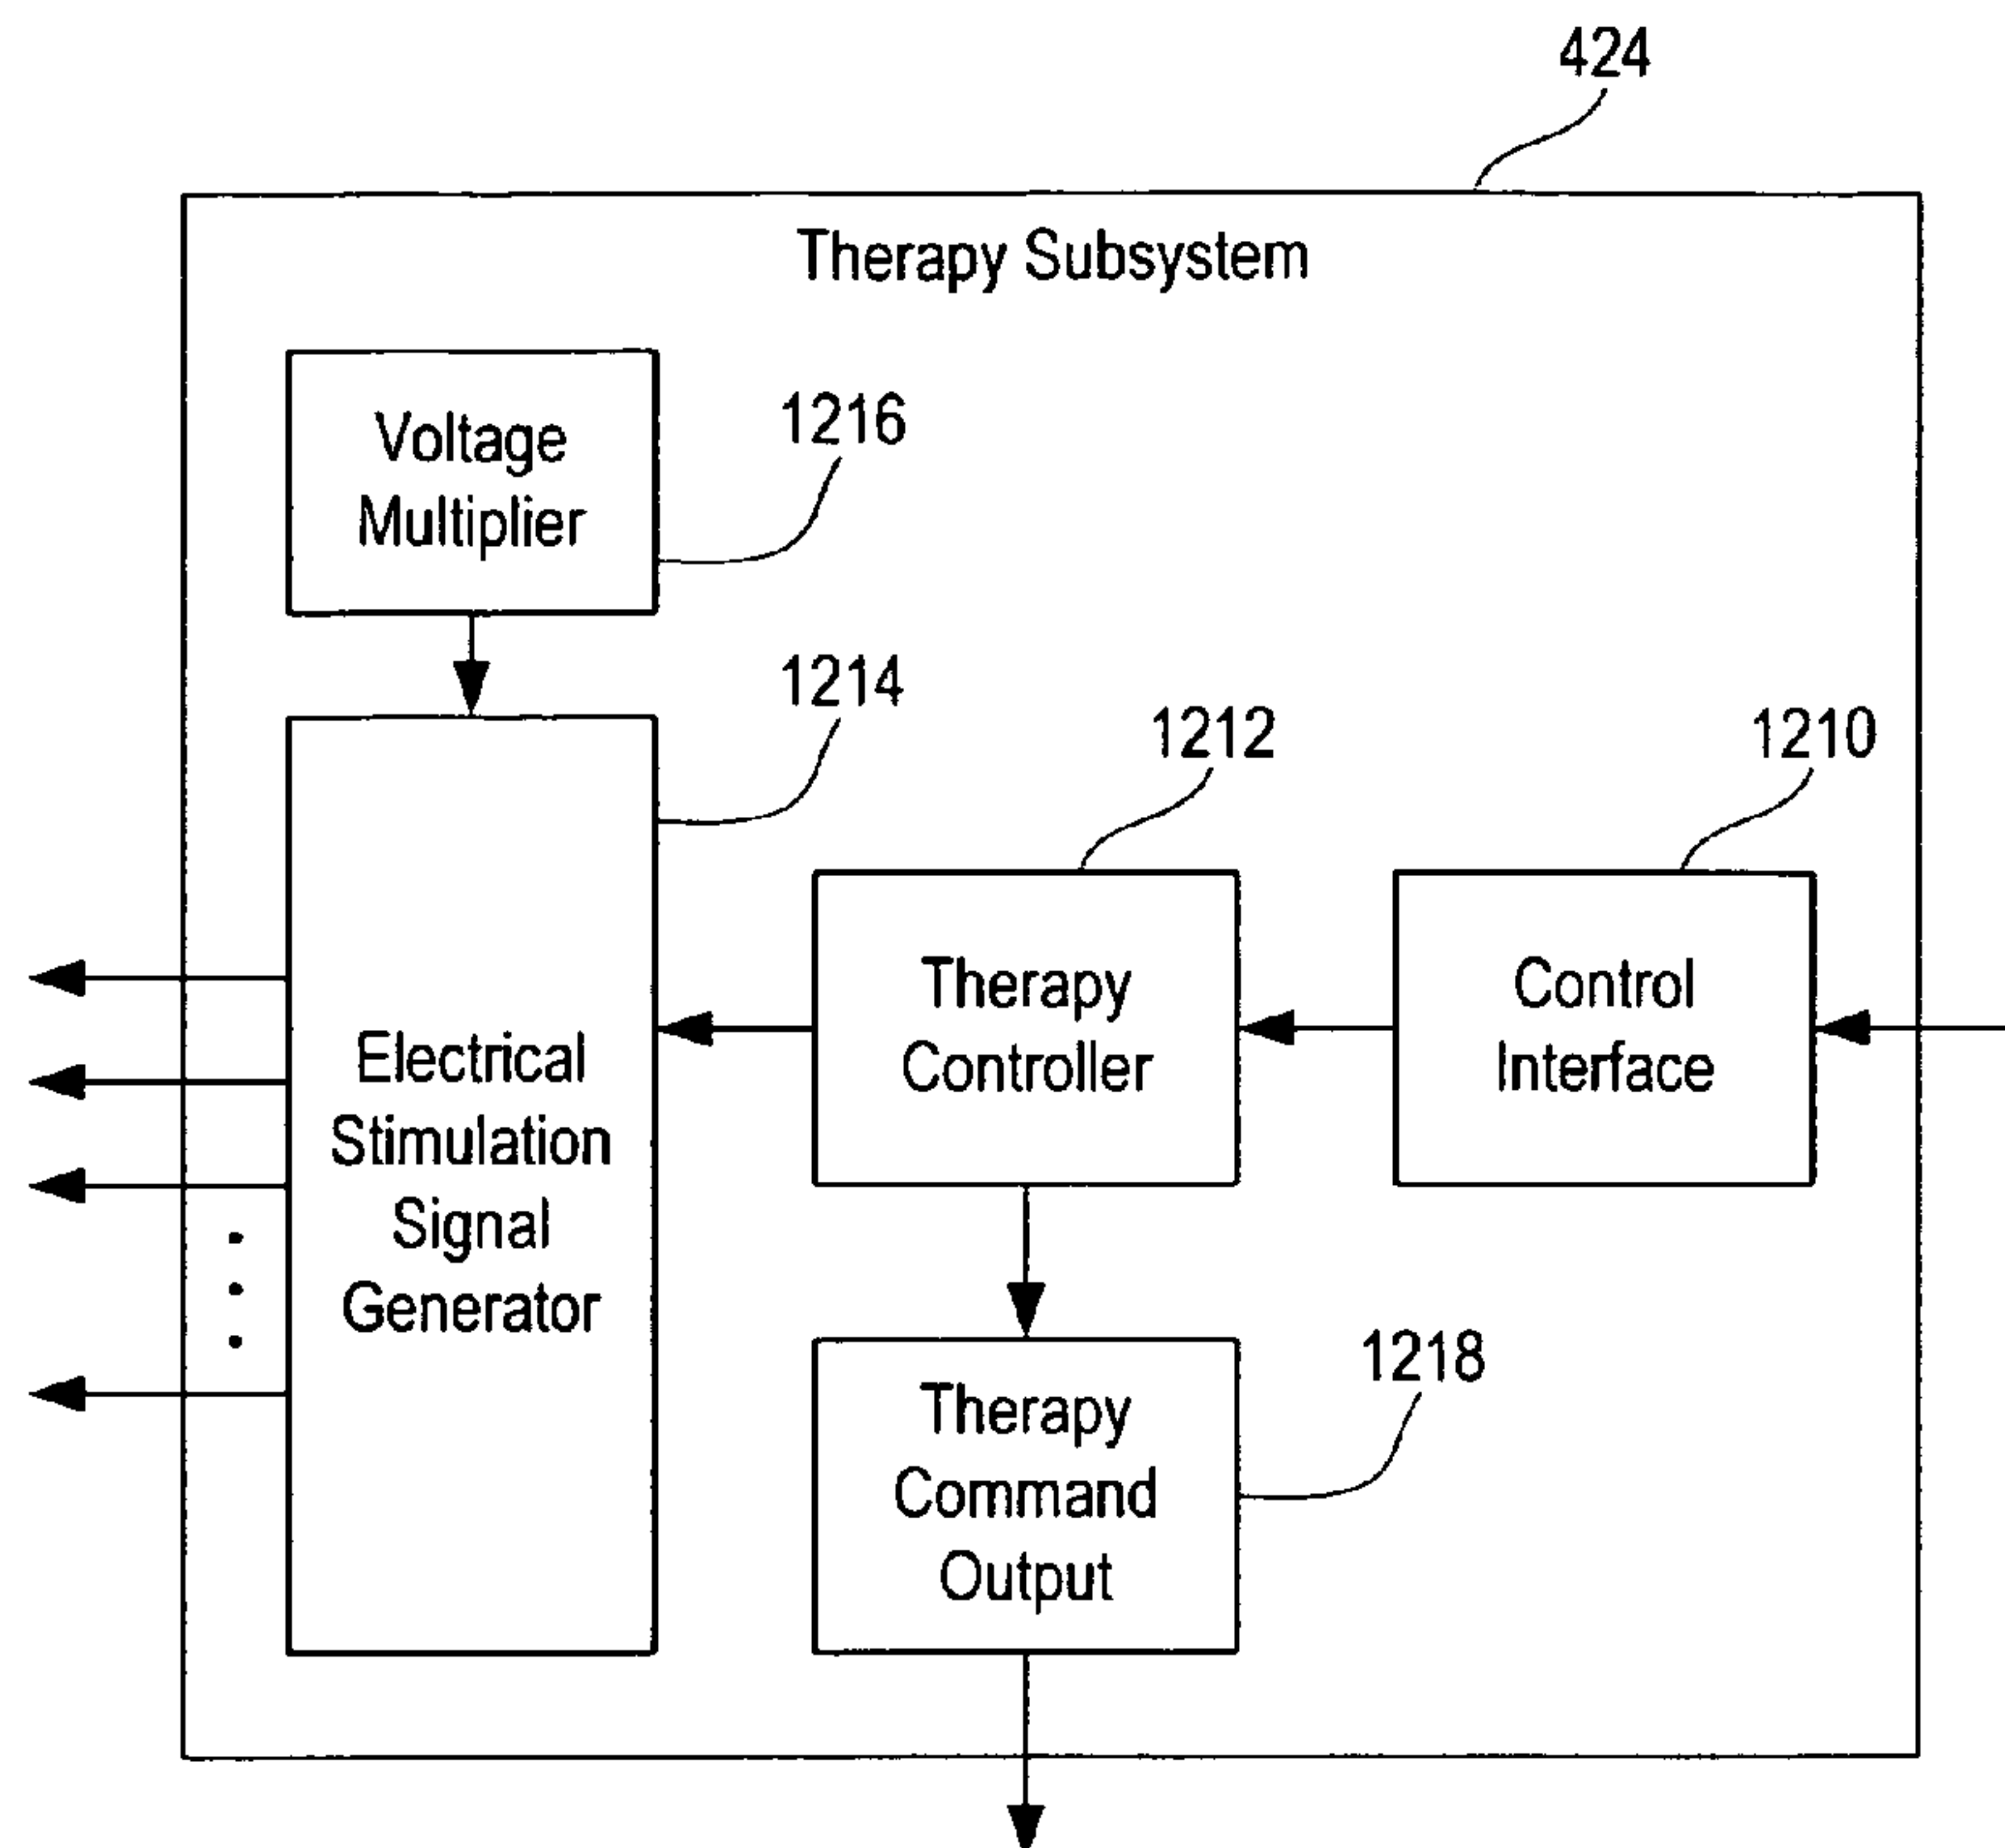 424
Therapy Subsystem
Voltage
Multiplier
1216
1214
1212
1210
Electrical
Stimulation
Signal
Generator
Therapy
Controller
Control
Interface
1218
Therapy
Command
Output